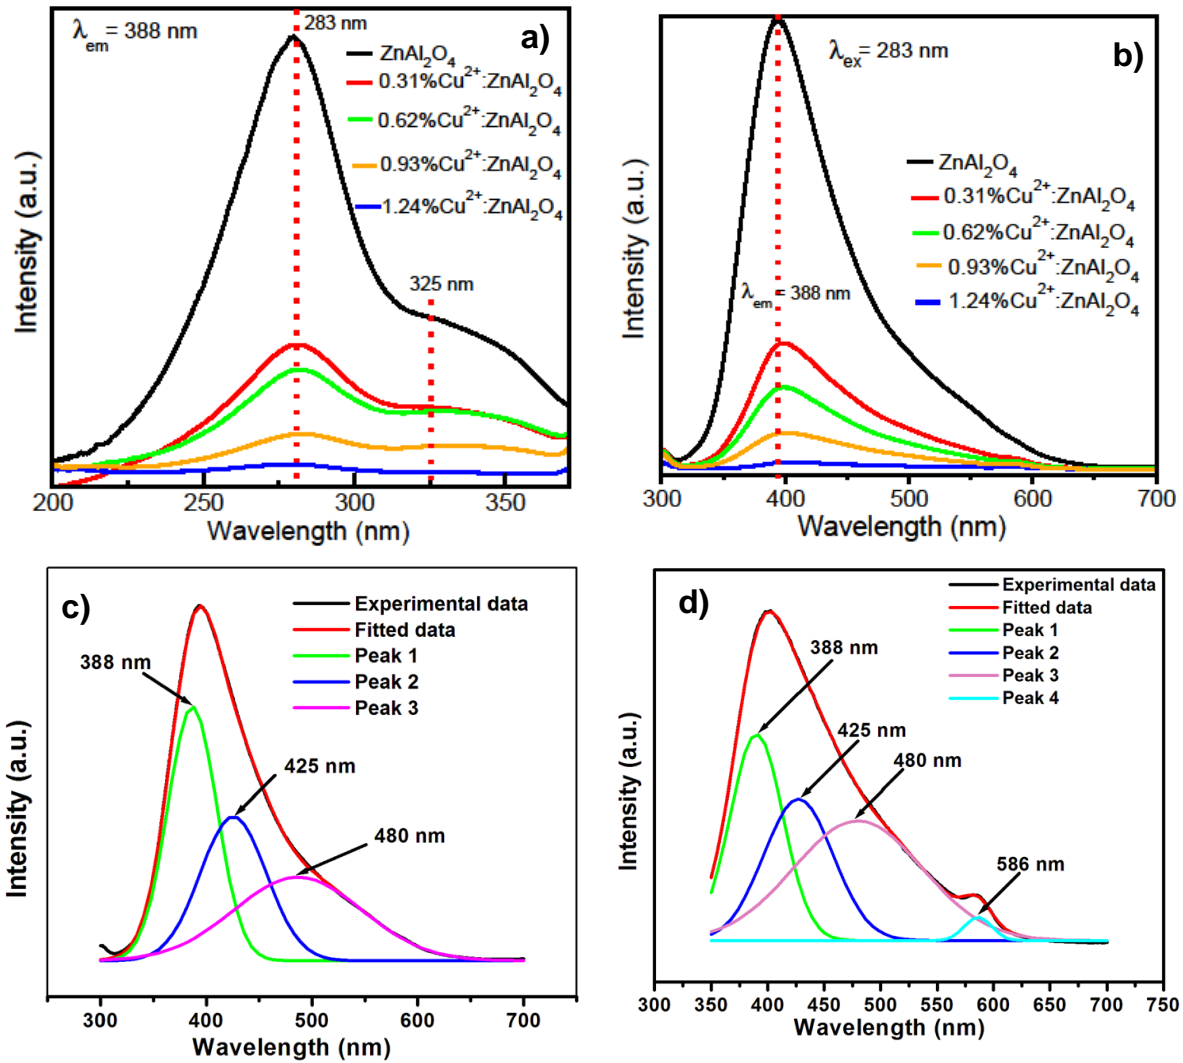 λem= 388 nm
283 nm
a)
ZnAl2O4
0.31%Cu2+:ZnAl2O4
0.62%Cu2+:ZnAl2O4
0.93%Cu2+:ZnAl2O4
1.24%Cu2+:ZnAl2O4
325 nm
Intensity (a.u.)
200 250 300 350
Wavelength (nm)
λex= 283 nm
b)
ZnAl2O4
0.31%Cu2+:ZnAl2O4
0.62%Cu2+:ZnAl2O4
0.93%Cu2+:ZnAl2O4
1.24%Cu2+:ZnAl2O4
λem= 388 nm
Intensity (a.u.)
300 400 500 600 700
Wavelength (nm)
c)
Experimental data
Fitted data
Peak 1
Peak 2
Peak 3
388 nm
425 nm
480 nm
Intensity (a.u.)
300 400 500 600 700
Wavelength (nm)
d)
Experimental data
Fitted data
Peak 1
Peak 2
Peak 3
Peak 4
388 nm
425 nm
480 nm
586 nm
Intensity (a.u.)
300 350 400 450 500 550 600 650 700 750
Wavelength (nm)